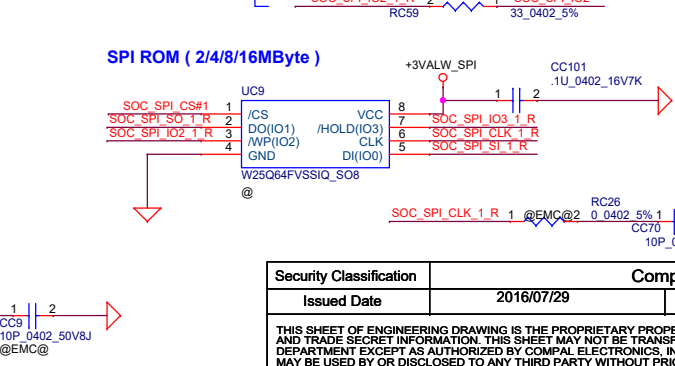 RC59 2 1 33_0402_5%
SPI ROM ( 2/4/8/16MByte )
+3VALW_SPI
CC101
.1U_0402_16V7K
1 2
UC9
SOC_SPI_CS#1 1 /CS VCC 8
SOC_SPI_SO_1_R 2 DO(IO1) /HOLD(IO3) 7 SOC_SPI_IO3_1_R
SOC_SPI_IO2_1_R 3 /WP(IO2) CLK 6 SOC_SPI_CLK_1_R
4 GND DI(IO0) 5 SOC_SPI_SI_1_R
W25Q64FVSSIQ_SO8
@
RC26
SOC_SPI_CLK_1_R 1 @EMC@ 2 0_0402_5% 1
CC70
Security Classification
Issued Date 2016/07/29
1 2
CC9
10P_0402_50V8J
@EMC@
THIS SHEET OF ENGINEERING DRAWING IS THE PROPRIETARY
AND TRADE SECRET INFORMATION. THIS SHEET MAY NOT BE
DEPARTMENT EXCEPT AS AUTHORIZED BY COMPAL ELECTRONICS,
MAY BE USED BY OR DISCLOSED TO ANY THIRD PARTY WITHOUT